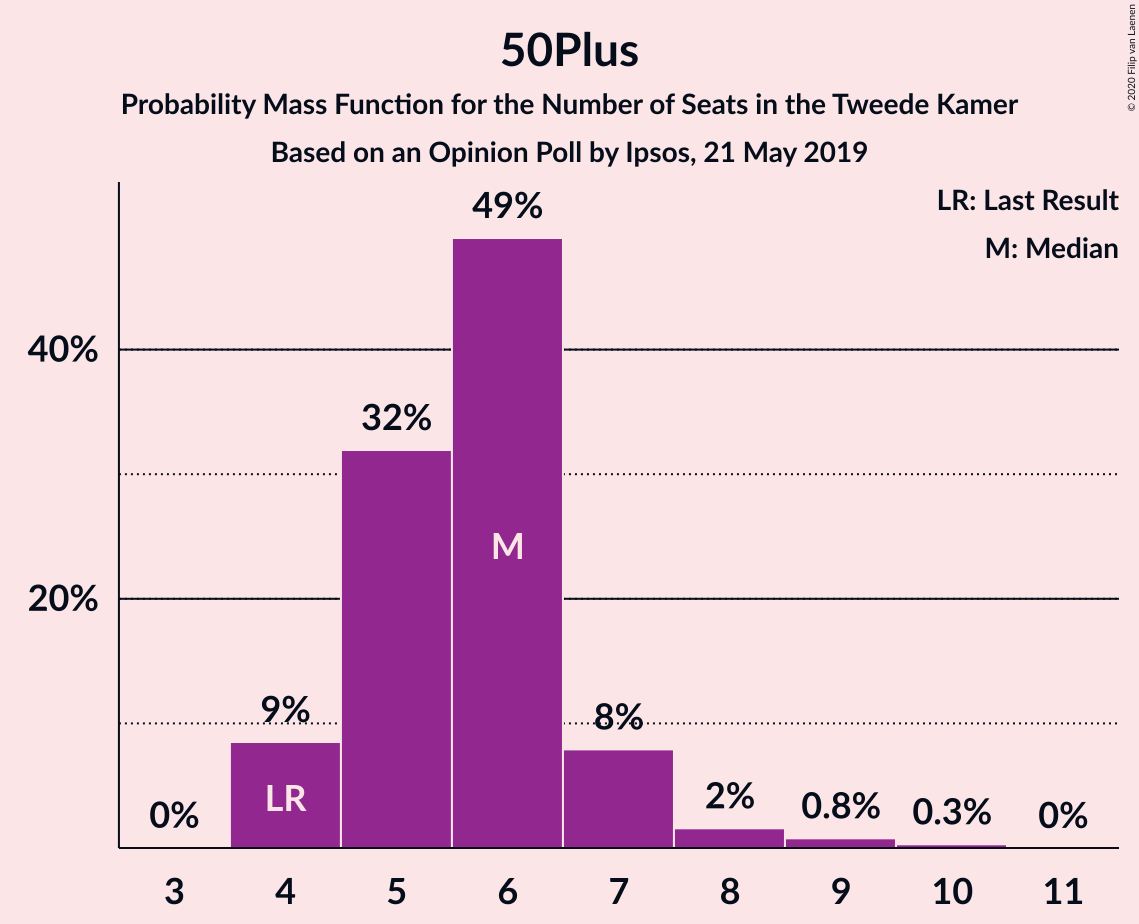 50Plus
Probability Mass Function for the Number of Seats in the Tweede Kamer
Based on an Opinion Poll by Ipsos, 21 May 2019
© 2020 Filip van Laenen
LR: Last Result
M: Median
49%
40%
32%
M
20%
9%
8%
LR
0%
2%
0.8%
0.3%
0%
3 4 5 6 7 8 9 10 11